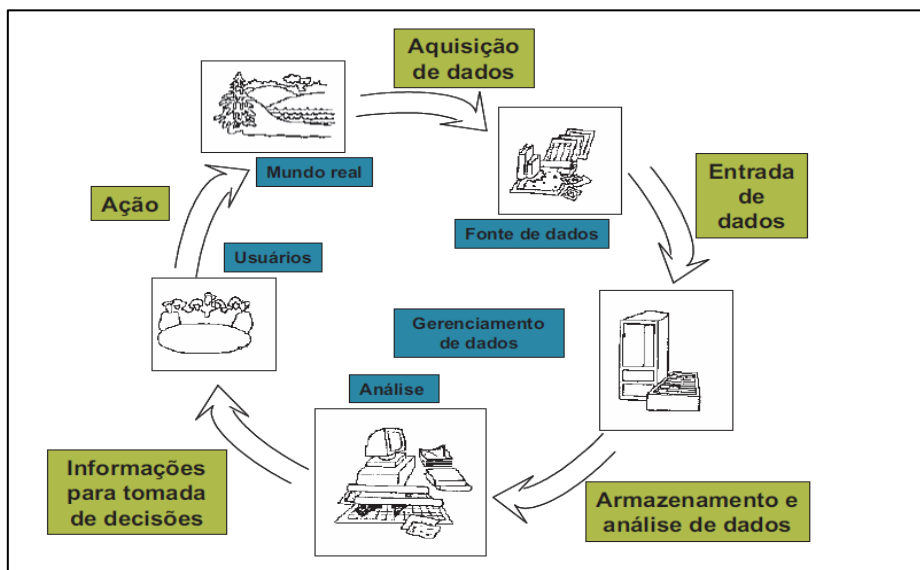 Aquisição
de dados
Mundo real
Entrada
de
dados
Fonte de dados
Ação
Usuários
Gerenciamento
de dados
Análise
Informações
para tomada
de decisões
Armazenamento e
análise de dados